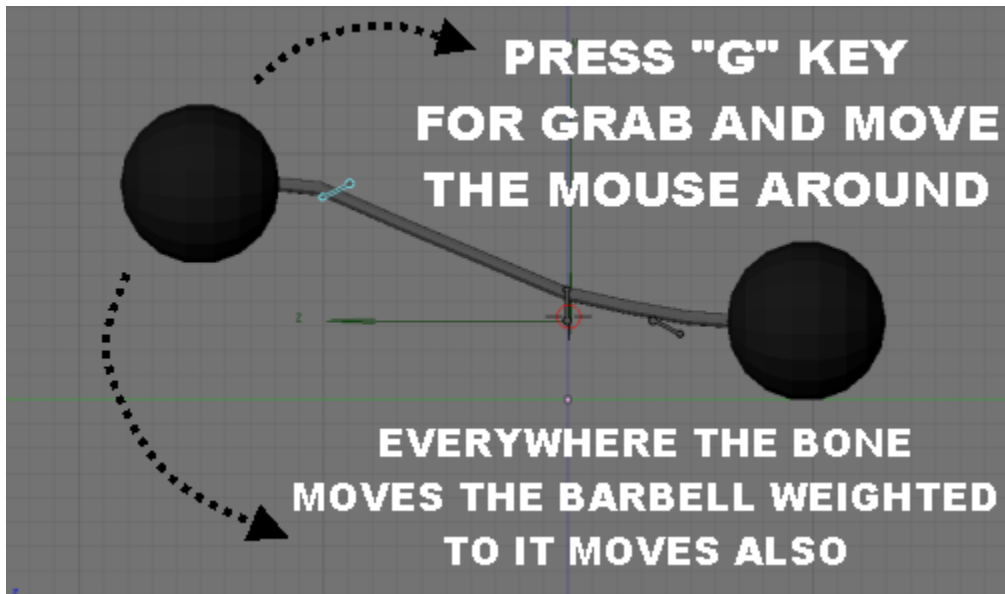 PRESS "G" KEY
FOR GRAB AND MOVE
THE MOUSE AROUND
z
EVERYWHERE THE BONE
MOVES THE BARBELL WEIGHTED
TO IT MOVES ALSO